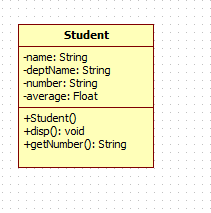 Student
-name: String
-deptName: String
-number: String
-average: Float
+Student()
+disp(): void
+getNumber(): String